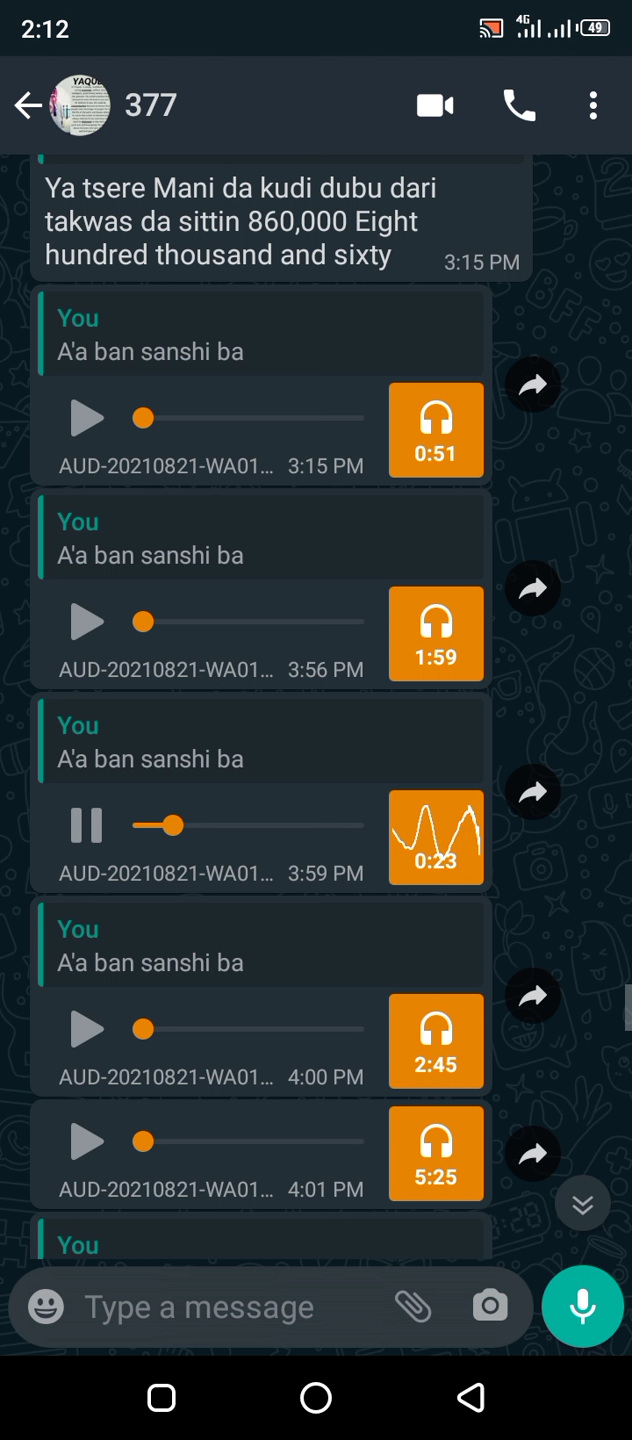 2:12
4G
49
YAQUB
377
Ya tsere Mani da kudi dubu dari
takwas da sittin 860,000 Eight
hundred thousand and sixty
3:15 PM
You
A'a ban sanshi ba
0:51
AUD-20210821-WA01... 3:15 PM
You
A'a ban sanshi ba
1:59
AUD-20210821-WA01... 3:56 PM
You
A'a ban sanshi ba
0:23
AUD-20210821-WA01... 3:59 PM
You
A'a ban sanshi ba
2:45
AUD-20210821-WA01... 4:00 PM
5:25
AUD-20210821-WA01... 4:01 PM
You
Type a message